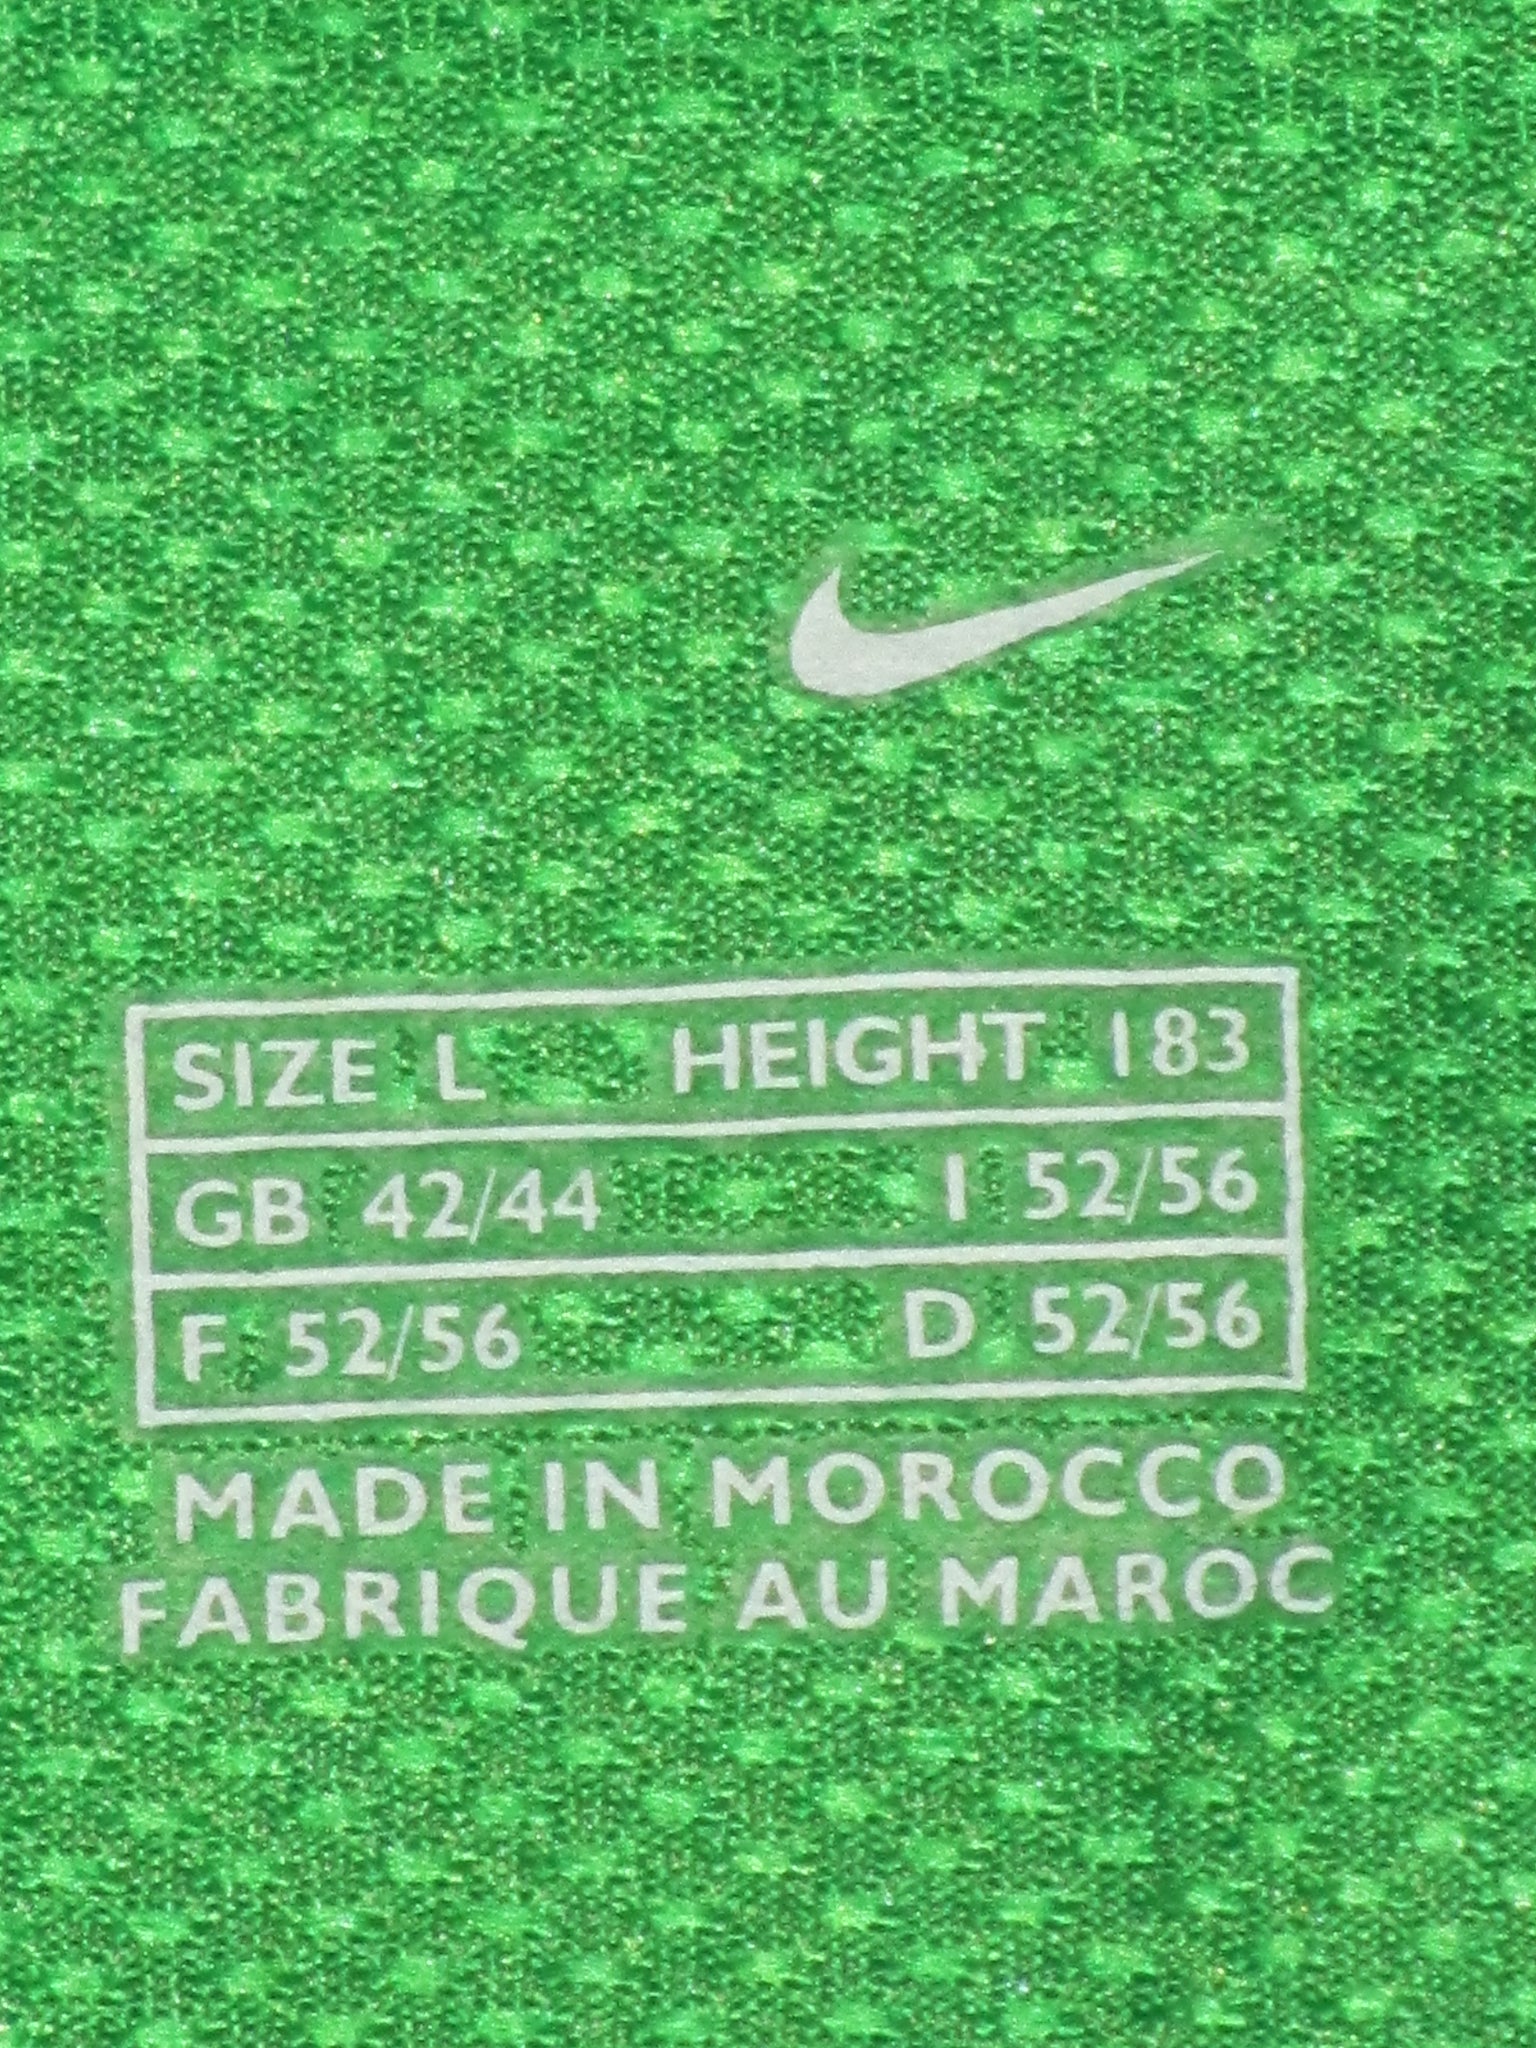 SIZE L HEIGHT 183
GB 42/44 I 52/56
F 52/56 D 52/56
MADE IN MOROCCO
FABRIQUE AU MAROC